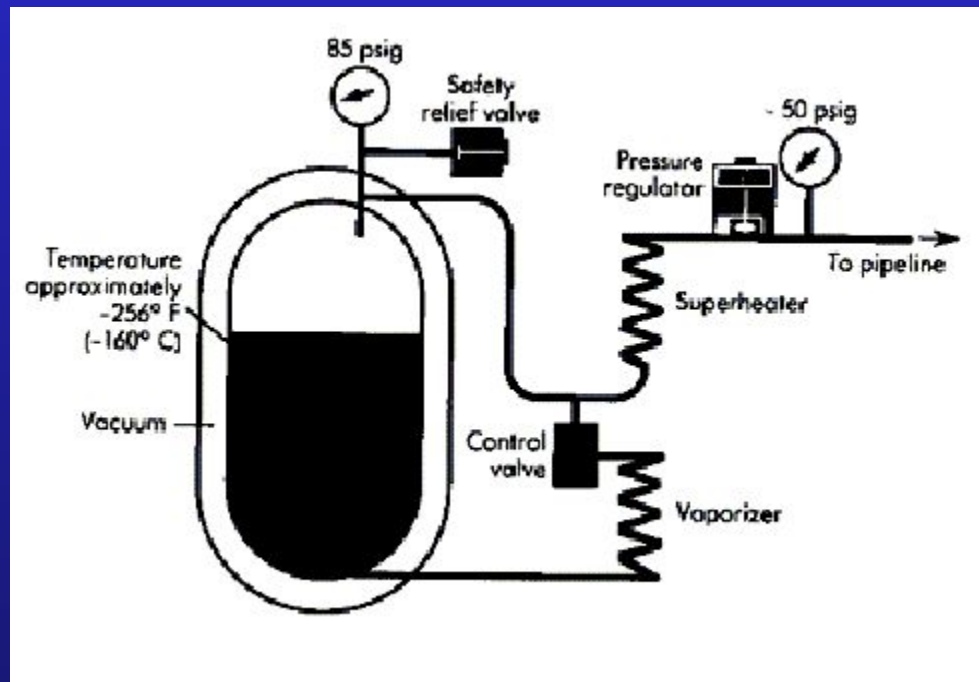 85 psig
Safety
relief valve
- 50 psig
Pressure
regulator
To pipeline
Temperature
approximately
-256° F
(-160° C)
Superheater
Vacuum
Control
valve
Vaporizer